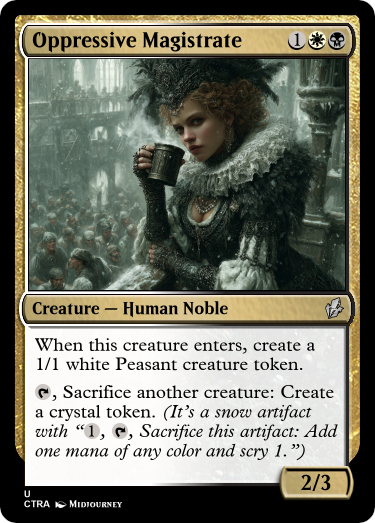 Oppressive Magistrate 1
Creature — Human Noble
When this creature enters, create a
1/1 white Peasant creature token.
, Sacrifice another creature: Create
a crystal token. (It's a snow artifact
with “1, , Sacrifice this artifact: Add
one mana of any color and scry 1.”)
2/3
U
CTRA Midjourney